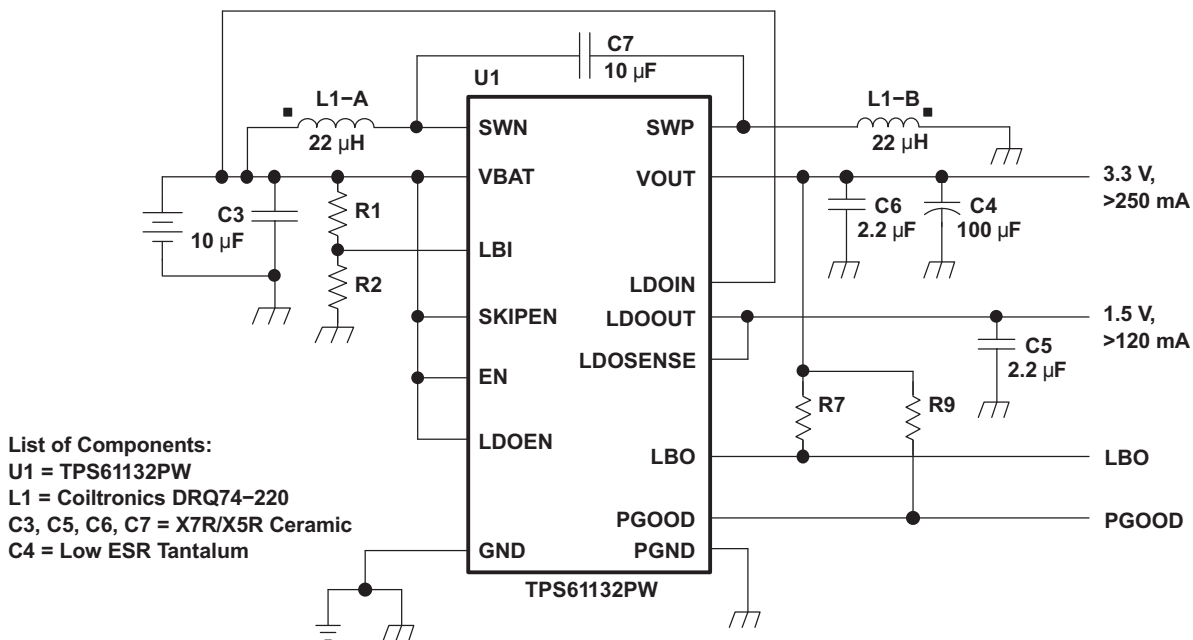 C7
10 µF
U1
L1−A
22 µH
L1−B
22 µH
SWN
SWP
VBAT
VOUT
3.3 V,
>250 mA
C3
10 µF
R1
C6
2.2 µF
C4
100 µF
LBI
R2
LDOIN
SKIPEN
LDOOUT
1.5 V,
>120 mA
LDOSENSE
C5
2.2 µF
EN
R7
R9
LDOEN
LBO
LBO
List of Components:
U1 = TPS61132PW
L1 = Coiltronics DRQ74−220
C3, C5, C6, C7 = X7R/X5R Ceramic
C4 = Low ESR Tantalum
PGOOD
PGOOD
GND
PGND
TPS61132PW